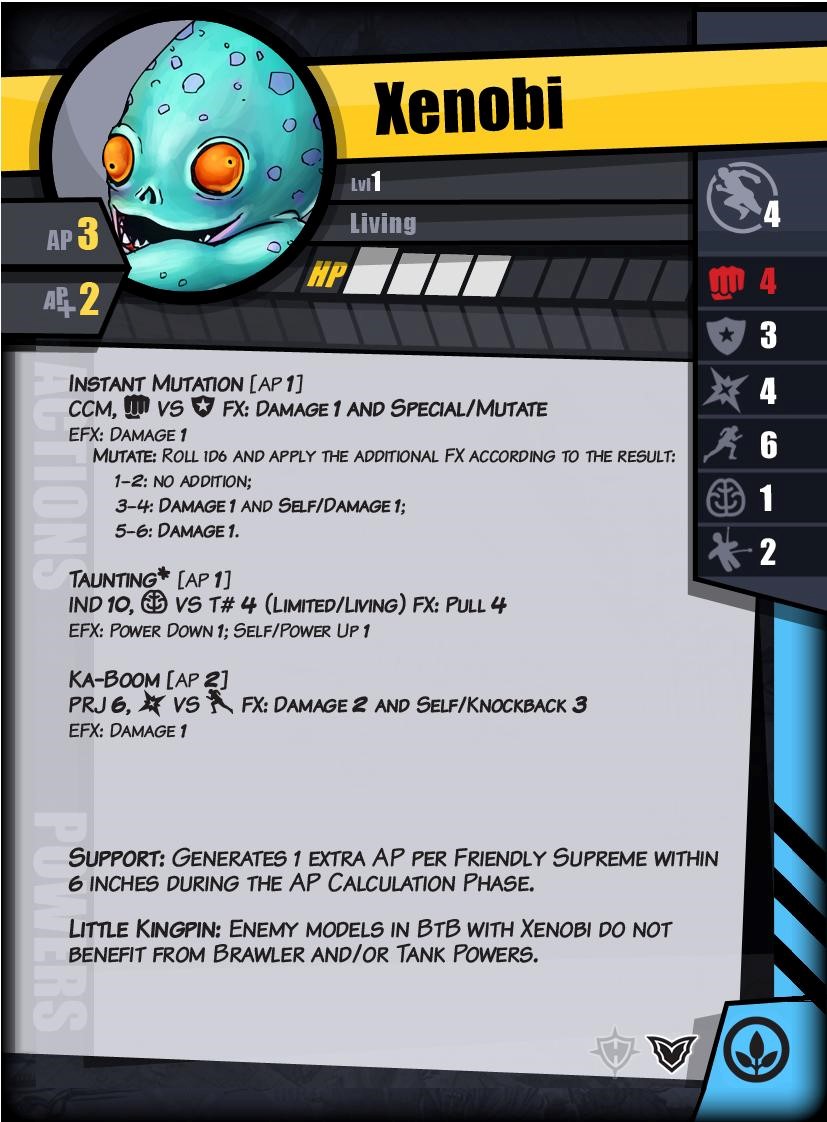 Xenobi
Lvl1
Living
AP 3
AP+ 2
HP
4
4
3
4
6
1
2
ACTIONS
INSTANT MUTATION [AP 1]
CCM, VS FX: DAMAGE 1 AND SPECIAL/MUTATE
EFX: DAMAGE 1
MUTATE: ROLL 1D6 AND APPLY THE ADDITIONAL FX ACCORDING TO THE RESULT:
1-2: NO ADDITION;
3-4: DAMAGE 1 AND SELF/DAMAGE 1;
5-6: DAMAGE 1.
TAUNTING* [AP 1]
IND 10, VS T# 4 (LIMITED/LIVING) FX: PULL 4
EFX: POWER DOWN 1; SELF/POWER UP 1
KA-BOOM [AP 2]
PRJ 6, VS FX: DAMAGE 2 AND SELF/KNOCKBACK 3
EFX: DAMAGE 1
POWERS
SUPPORT: GENERATES 1 EXTRA AP PER FRIENDLY SUPREME WITHIN
6 INCHES DURING THE AP CALCULATION PHASE.
LITTLE KINGPIN: ENEMY MODELS IN BTB WITH XENOBI DO NOT
BENEFIT FROM BRAWLER AND/OR TANK POWERS.
H